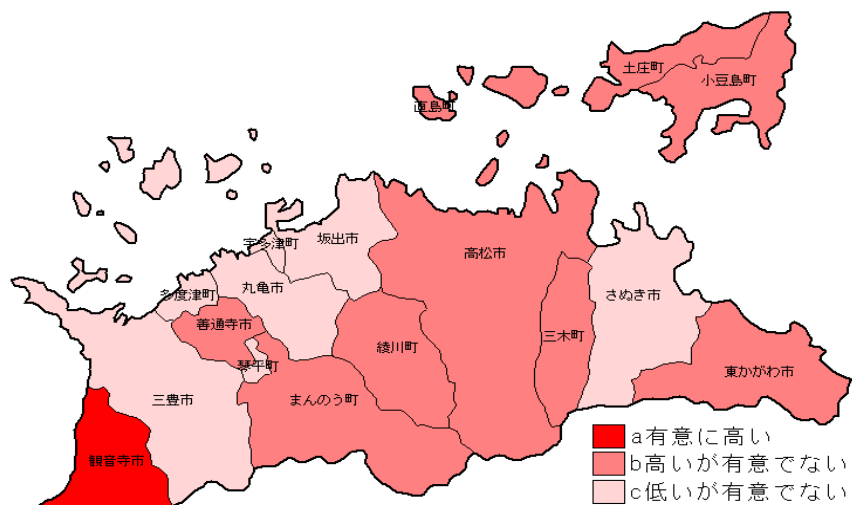 土庄町
小豆島町
直島町
宇多津町
坂出市
高松市
多度津町
丸亀市
さぬき市
善通寺市
三木町
綾川町
琴平町
東かがわ市
三豊市
まんのう町
観音寺市
a有意に高い
b高いが有意でない
c低いが有意でない